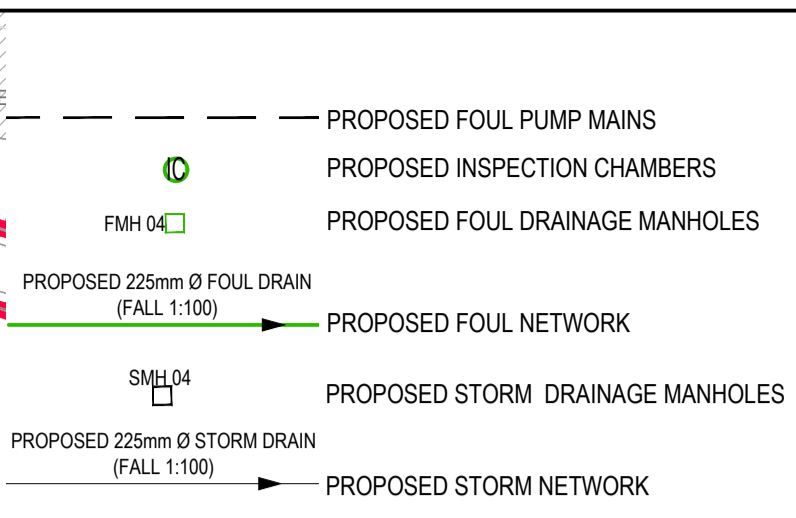 PROPOSED FOUL PUMP MAINS
IC
PROPOSED INSPECTION CHAMBERS
FMH 04
PROPOSED FOUL DRAINAGE MANHOLES
PROPOSED 225mm Ø FOUL DRAIN
(FALL 1:100)
PROPOSED FOUL NETWORK
SMH 04
PROPOSED STORM DRAINAGE MANHOLES
PROPOSED 225mm Ø STORM DRAIN
(FALL 1:100)
PROPOSED STORM NETWORK